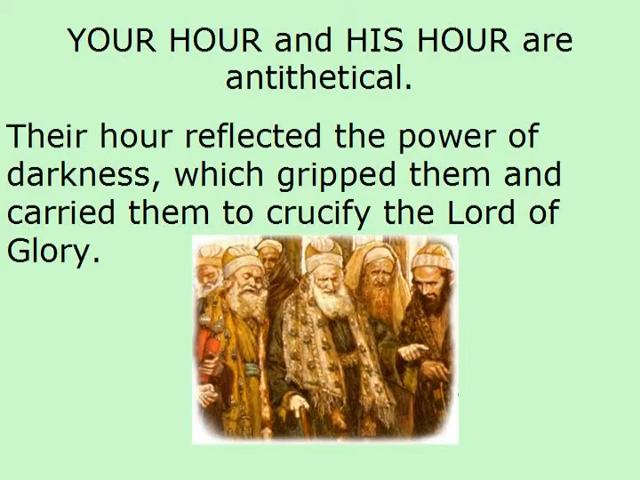 YOUR HOUR and HIS HOUR are
antithetical.
Their hour reflected the power of
darkness, which gripped them and
carried them to crucify the Lord of
Glory.